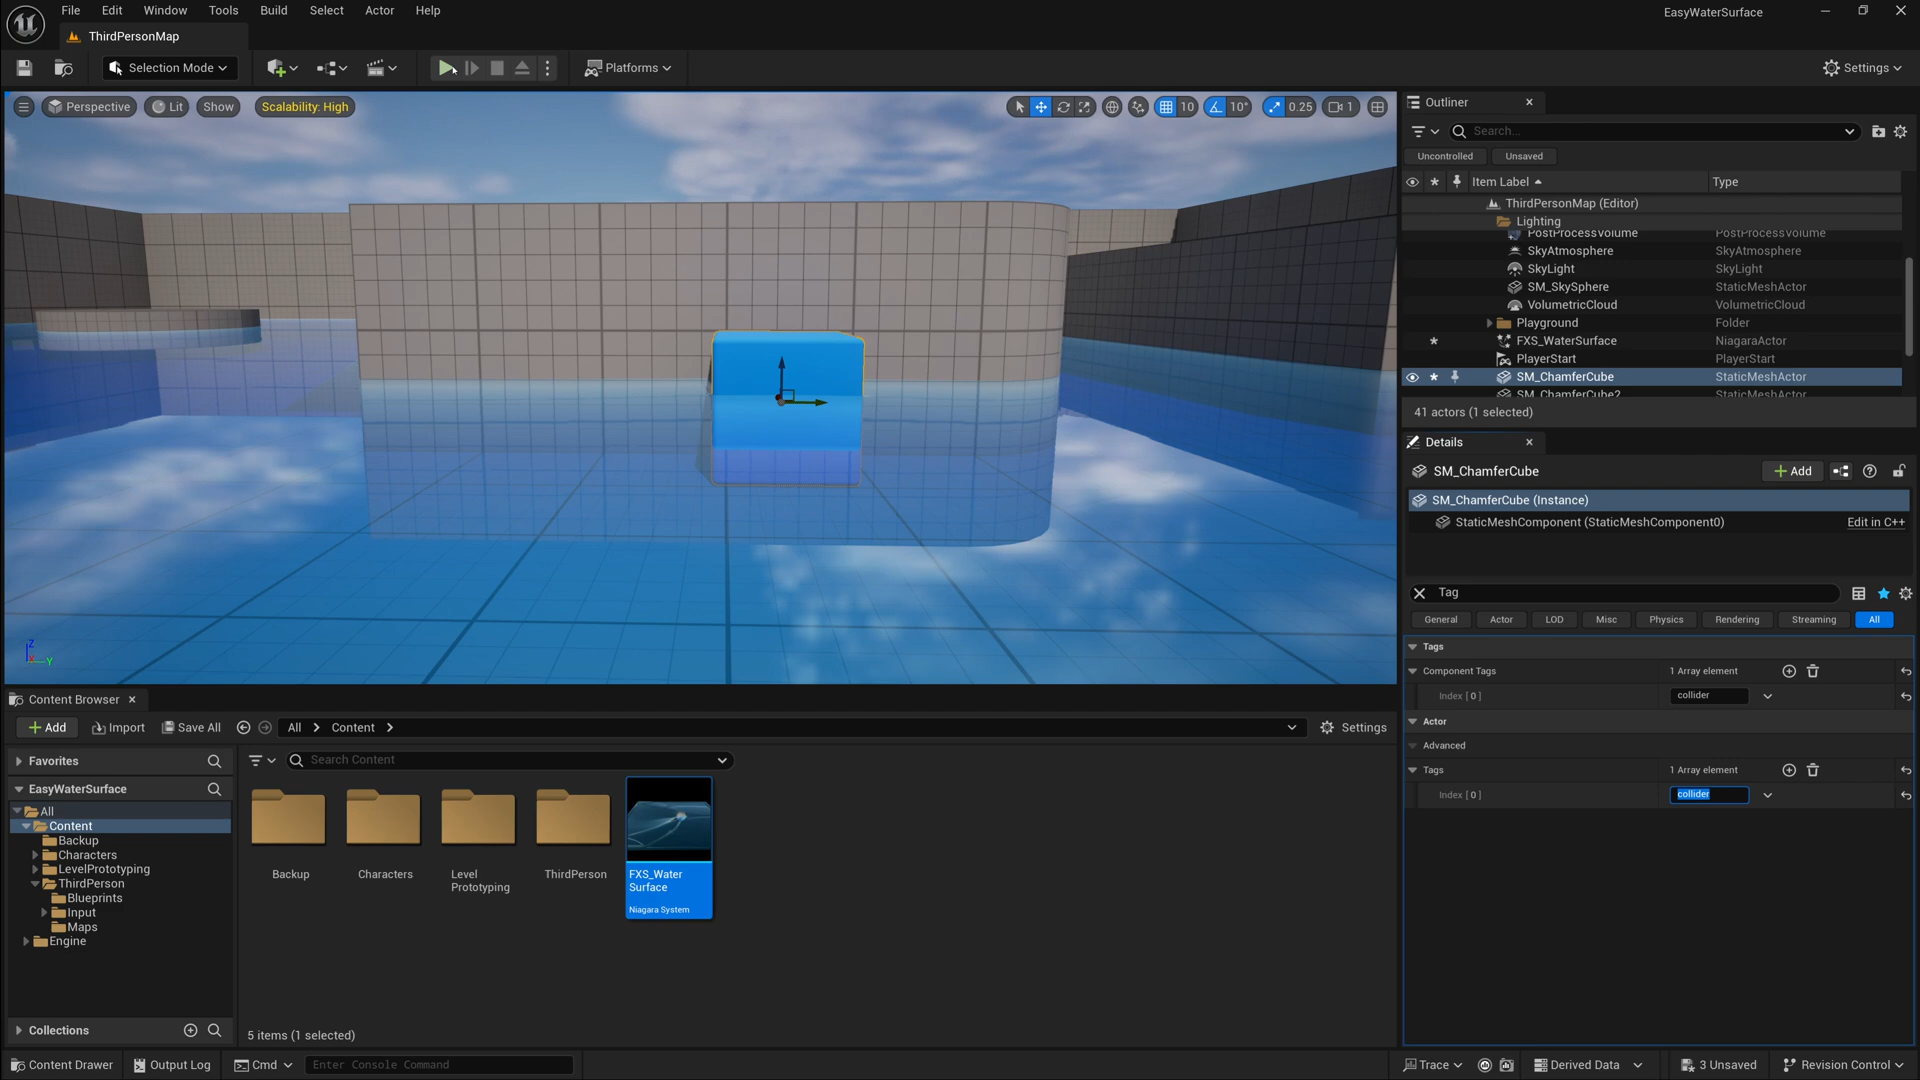 File Edit Window Tools Build Select Actor Help
EasyWaterSurface
ThirdPersonMap
Selection Mode
Platforms
Settings
Perspective Lit Show Scalability: High
10 10° 0.25 1
Outliner
Search...
Uncontrolled Unsaved
Item Label Type
ThirdPersonMap (Editor)
Lighting
PostProcessVolume PostProcessVolume
SkyAtmosphere SkyAtmosphere
SkyLight SkyLight
SM_SkySphere StaticMeshActor
VolumetricCloud VolumetricCloud
Playground Folder
FXS_WaterSurface NiagaraActor
PlayerStart PlayerStart
SM_ChamferCube StaticMeshActor
SM_ChamferCube2 StaticMeshActor
41 actors (1 selected)
Details
SM_ChamferCube
Add
SM_ChamferCube (Instance)
StaticMeshComponent (StaticMeshComponent0) Edit in C++
Tag
General Actor LOD Misc Physics Rendering Streaming All
Tags
Component Tags 1 Array element
Index [ 0 ] collider
Actor
Advanced
Tags 1 Array element
Index [ 0 ] collider
Z
X
Y
Content Browser
Add Import Save All All Content Settings
Favorites
Search Content
EasyWaterSurface
All
Content
Backup
Characters
LevelPrototyping
ThirdPerson
Blueprints
Input
Maps
Engine
Backup
Characters
Level
Prototyping
ThirdPerson
FXS_Water
Surface
Niagara System
Collections
5 items (1 selected)
Content Drawer Output Log Cmd Enter Console Command Trace Derived Data 3 Unsaved Revision Control